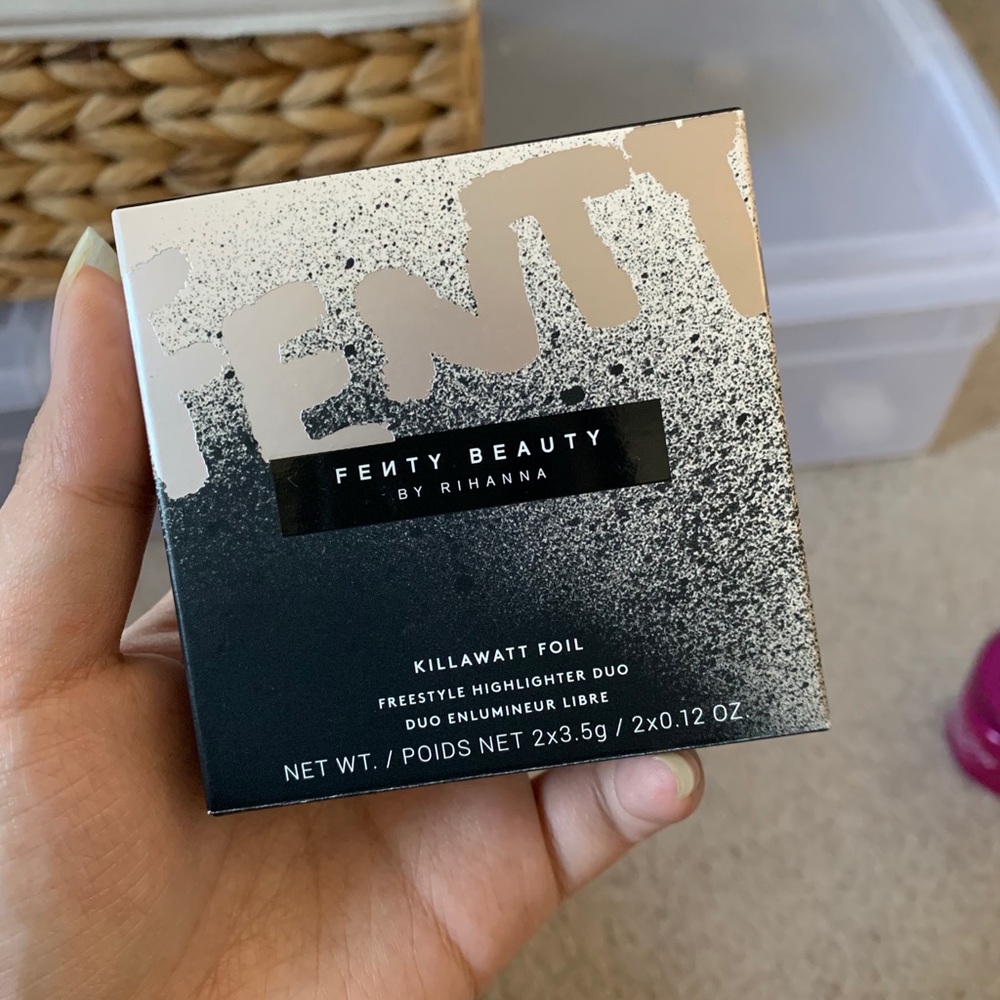 FENTY
FENTY BEAUTY
BY RIHANNA
KILLAWATT FOIL
FREESTYLE HIGHLIGHTER DUO
DUO ENLUMINEUR LIBRE
NET WT. / POIDS NET 2x3.5g / 2x0.12 OZ.